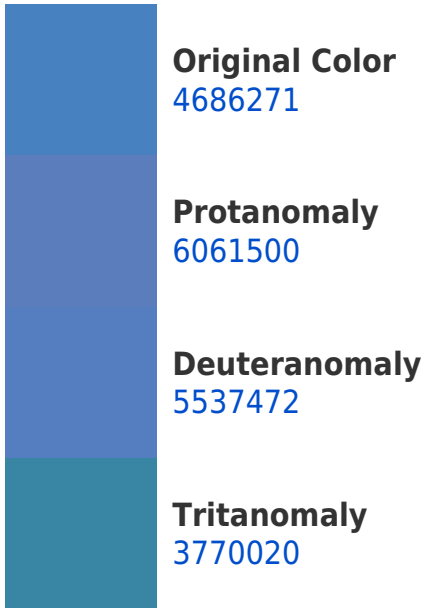 Original Color
4686271
Protanomaly
6061500
Deuteranomaly
5537472
Tritanomaly
3770020